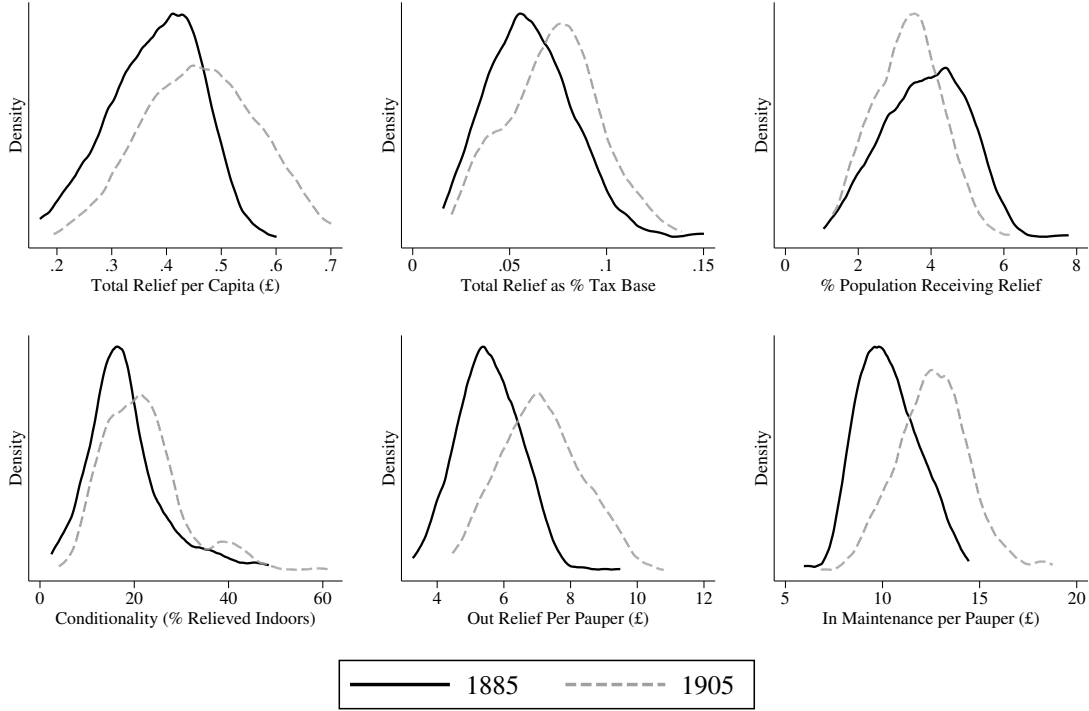 Density
.2 .3 .4 .5 .6 .7
Total Relief per Capita (£)
Density
0 .05 .1 .15
Total Relief as % Tax Base
Density
0 2 4 6 8
% Population Receiving Relief
Density
0 20 40 60
Conditionality (% Relieved Indoors)
Density
4 6 8 10 12
Out Relief Per Pauper (£)
Density
5 10 15 20
In Maintenance per Pauper (£)
1885 1905